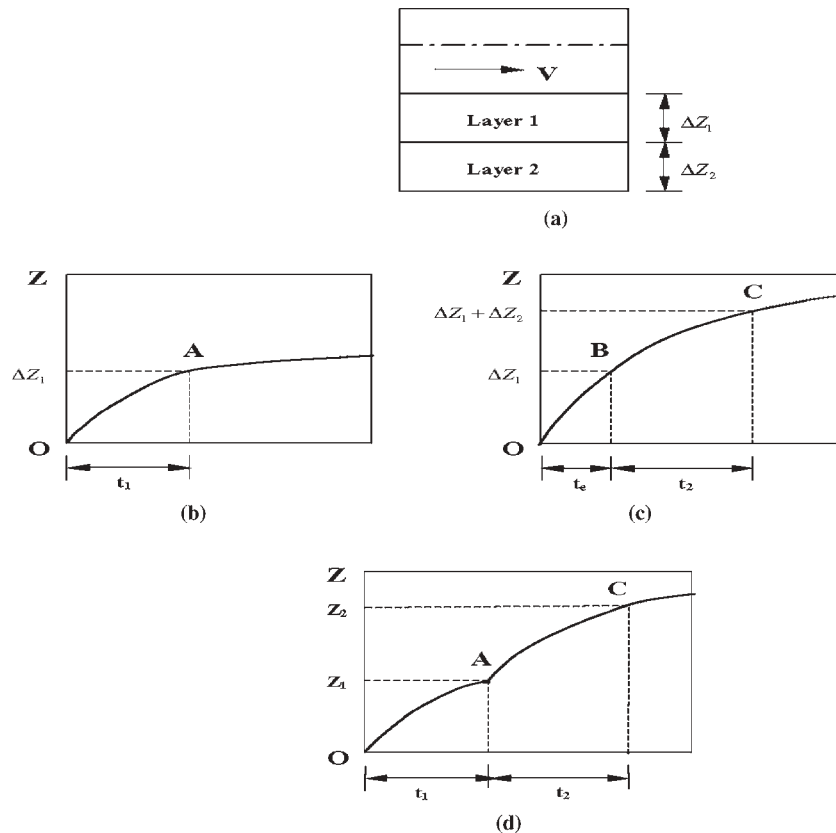 V
Layer 1
ΔZ₁
Layer 2
ΔZ₂
(a)
Z
A
ΔZ₁
O
t₁
(b)
Z
C
ΔZ₁ + ΔZ₂
B
ΔZ₁
O
tₑ
t₂
(c)
Z
C
Z₂
A
Z₁
O
t₁
t₂
(d)